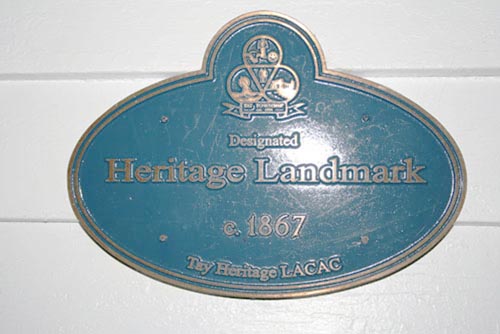 Designated
Heritage Landmark
c. 1867
Tay Heritage LACAC